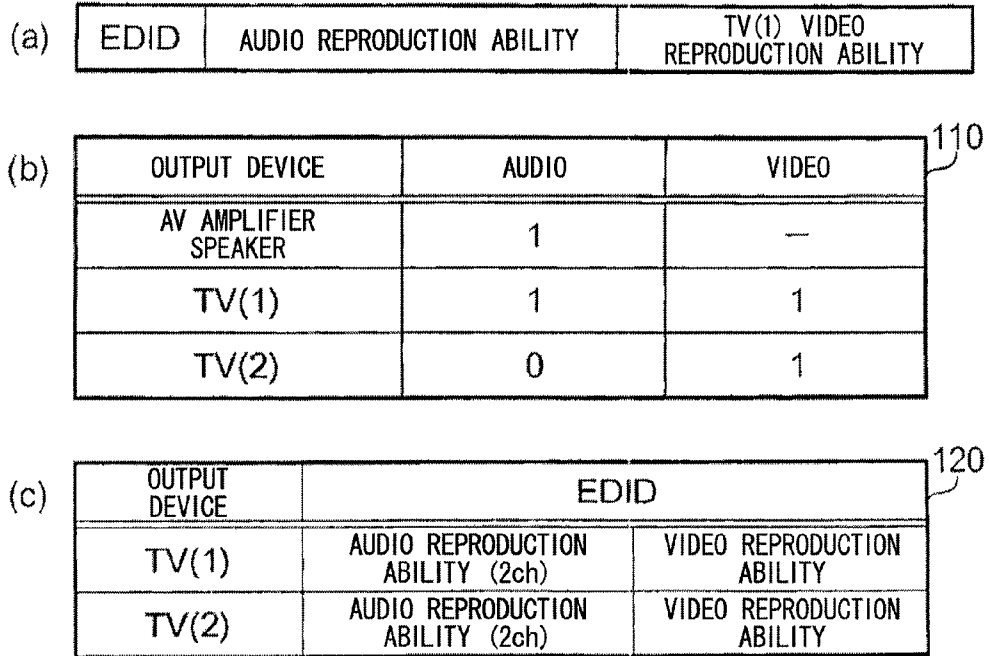 (a) EDID AUDIO REPRODUCTION ABILITY TV(1) VIDEO
REPRODUCTION ABILITY
110
(b) OUTPUT DEVICE AUDIO VIDEO
AV AMPLIFIER
SPEAKER 1 —
TV(1) 1 1
TV(2) 0 1
120
(c) OUTPUT
DEVICE EDID
TV(1) AUDIO REPRODUCTION
ABILITY (2ch) VIDEO REPRODUCTION
ABILITY
TV(2) AUDIO REPRODUCTION
ABILITY (2ch) VIDEO REPRODUCTION
ABILITY